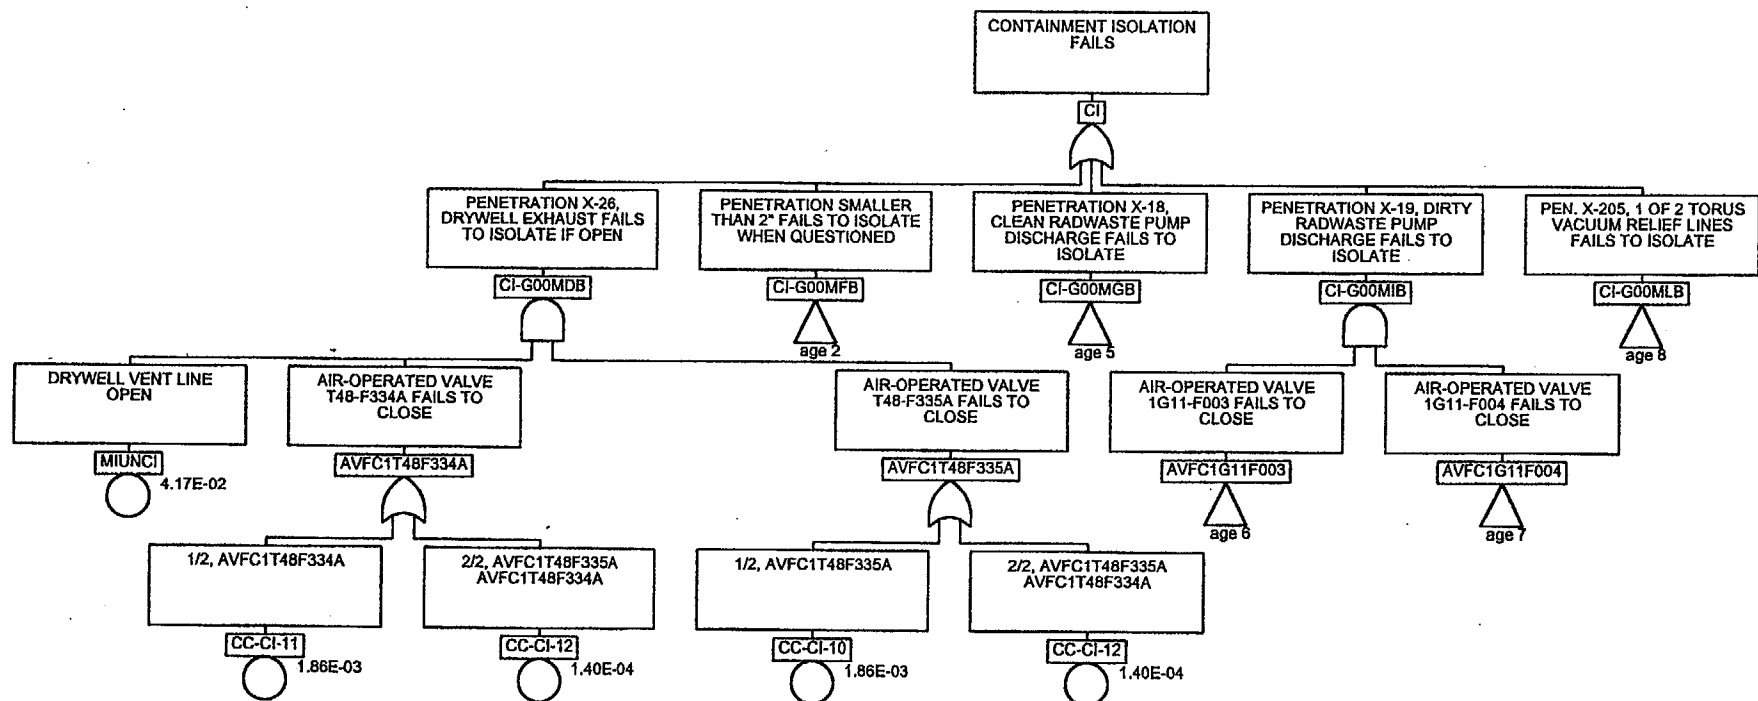 CONTAINMENT ISOLATION
FAILS
CI
PENETRATION X-26,
DRYWELL EXHAUST FAILS
TO ISOLATE IF OPEN
CI-G00MDB
PENETRATION SMALLER
THAN 2" FAILS TO ISOLATE
WHEN QUESTIONED
CI-G00MFB
age 2
PENETRATION X-18,
CLEAN RADWASTE PUMP
DISCHARGE FAILS TO
ISOLATE
CI-G00MGB
age 5
PENETRATION X-19, DIRTY
RADWASTE PUMP
DISCHARGE FAILS TO
ISOLATE
CI-G00MIB
PEN. X-205, 1 OF 2 TORUS
VACUUM RELIEF LINES
FAILS TO ISOLATE
CI-G00MLB
age 8
DRYWELL VENT LINE
OPEN
MIUNCI
4.17E-02
AIR-OPERATED VALVE
T48-F334A FAILS TO
CLOSE
AVFC1T48F334A
AIR-OPERATED VALVE
T48-F335A FAILS TO
CLOSE
AVFC1T48F335A
AIR-OPERATED VALVE
1G11-F003 FAILS TO
CLOSE
AVFC1G11F003
age 6
AIR-OPERATED VALVE
1G11-F004 FAILS TO
CLOSE
AVFC1G11F004
age 7
1/2, AVFC1T48F334A
CC-CI-11
1.86E-03
2/2, AVFC1T48F335A
AVFC1T48F334A
CC-CI-12
1.40E-04
1/2, AVFC1T48F335A
CC-CI-10
1.86E-03
2/2, AVFC1T48F335A
AVFC1T48F334A
CC-CI-12
1.40E-04